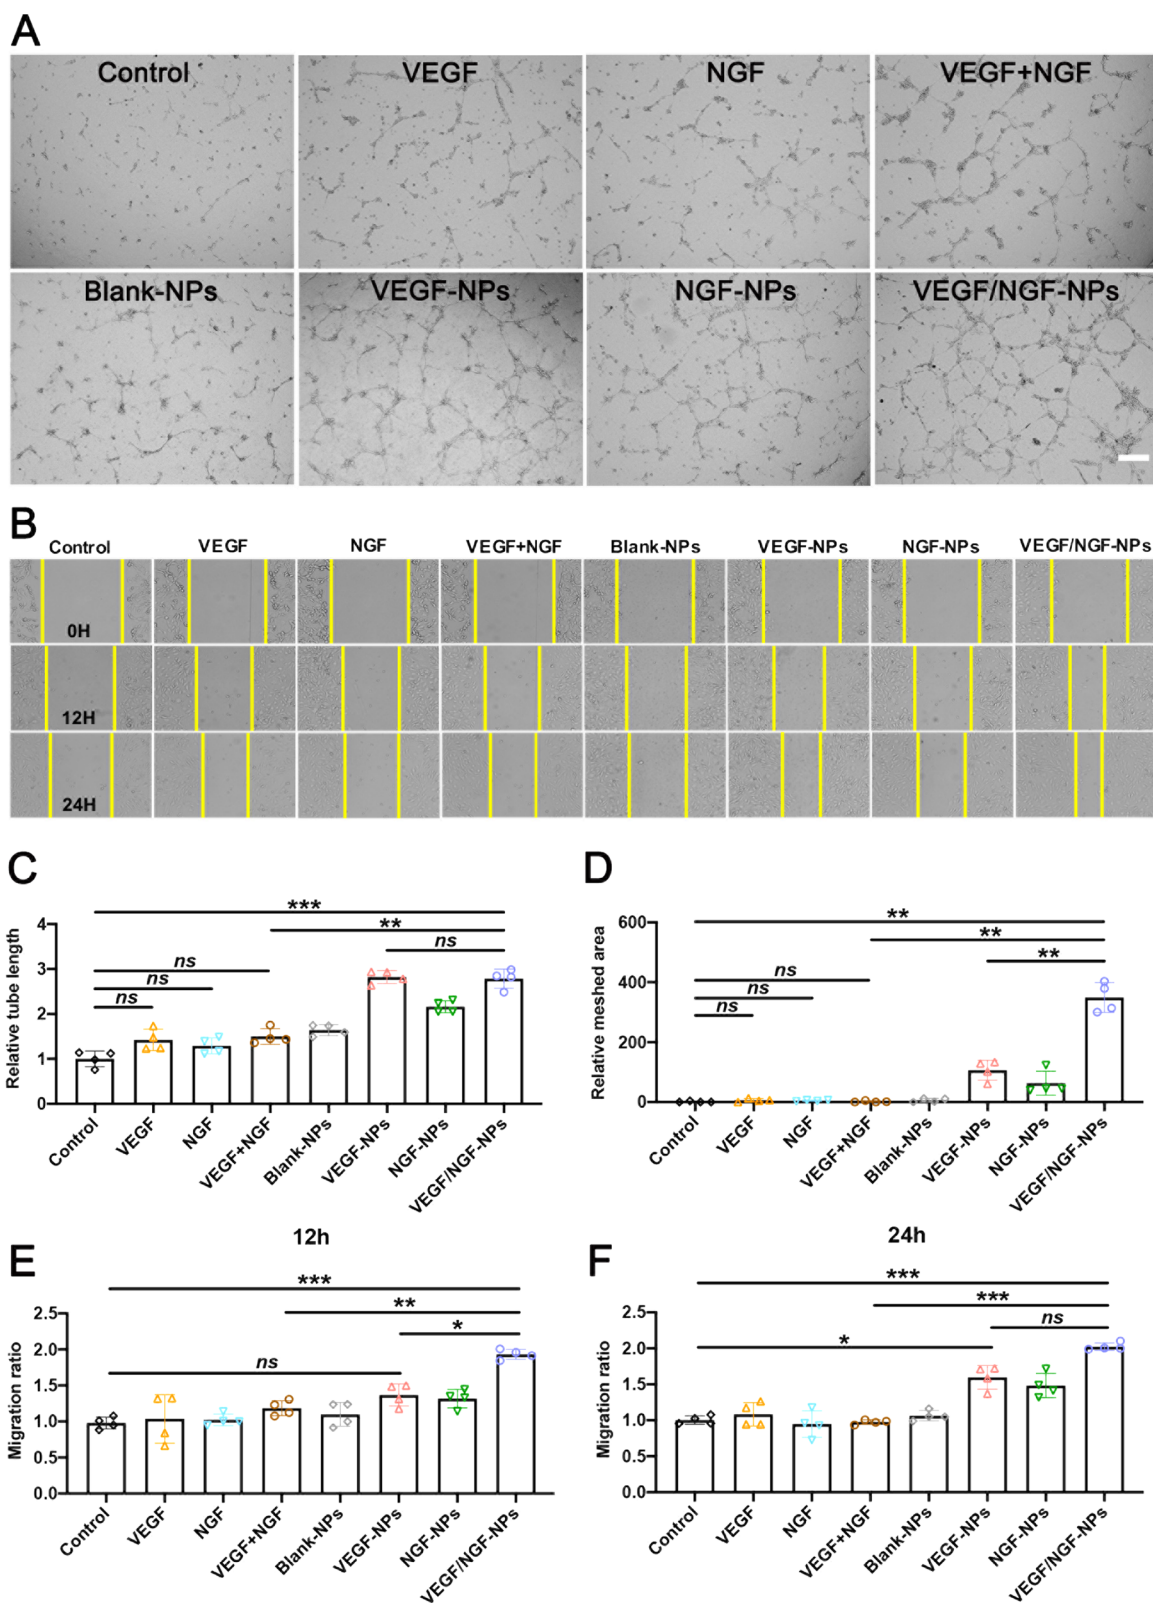 A
Control VEGF NGF VEGF+NGF
Blank-NPs VEGF-NPs NGF-NPs VEGF/NGF-NPs
B
Control VEGF NGF VEGF+NGF Blank-NPs VEGF-NPs NGF-NPs VEGF/NGF-NPs
0H
12H
24H
C
Relative tube length
***
**
ns
ns
ns
ns
4
3
2
1
0
Control VEGF NGF VEGF+NGF Blank-NPs VEGF-NPs NGF-NPs VEGF/NGF-NPs
D
Relative meshed area
**
**
**
ns
ns
ns
600
400
200
0
Control VEGF NGF VEGF+NGF Blank-NPs VEGF-NPs NGF-NPs VEGF/NGF-NPs
E
12h
Migration ratio
***
**
*
ns
2.5
2.0
1.5
1.0
0.5
0.0
Control VEGF NGF VEGF+NGF Blank-NPs VEGF-NPs NGF-NPs VEGF/NGF-NPs
F
24h
Migration ratio
***
***
ns
*
2.5
2.0
1.5
1.0
0.5
0.0
Control VEGF NGF VEGF+NGF Blank-NPs VEGF-NPs NGF-NPs VEGF/NGF-NPs